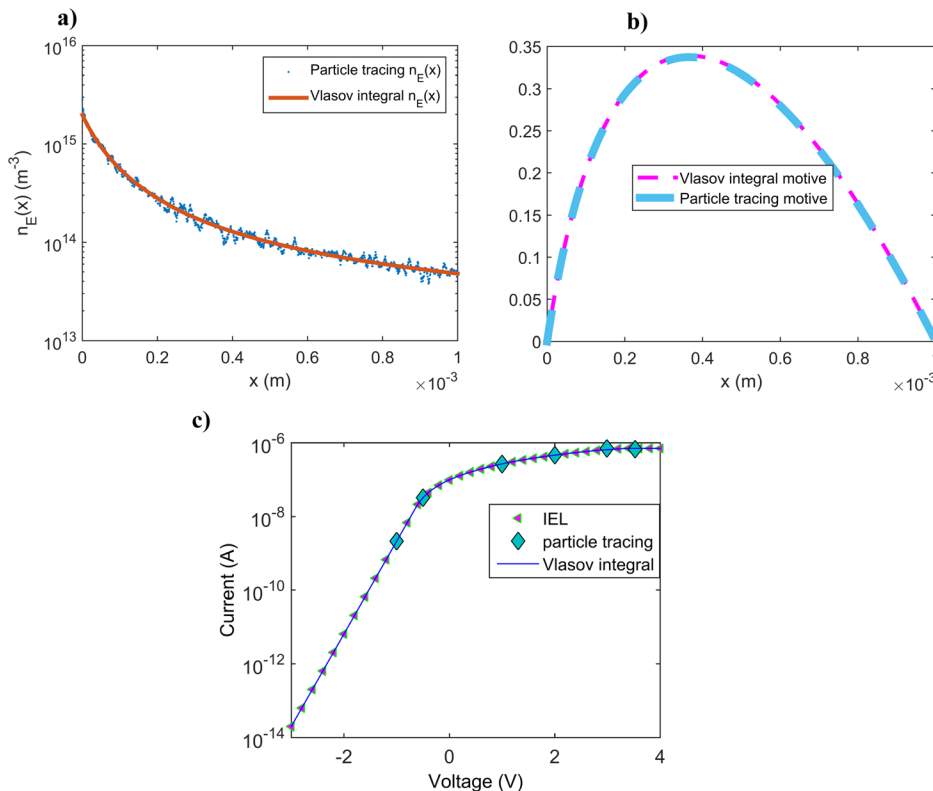 a)
10^16
10^15
10^14
10^13
n_E(x) (m^-3)
Particle tracing n_E(x)
Vlasov integral n_E(x)
0 0.2 0.4 0.6 0.8 1
x (m)
×10^-3
b)
0.35
0.3
0.25
0.2
0.15
0.1
0.05
0
Vlasov integral motive
Particle tracing motive
0 0.2 0.4 0.6 0.8 1
x (m)
×10^-3
c)
10^-6
10^-8
10^-10
10^-12
10^-14
Current (A)
IEL
particle tracing
Vlasov integral
-2 0 2 4
Voltage (V)